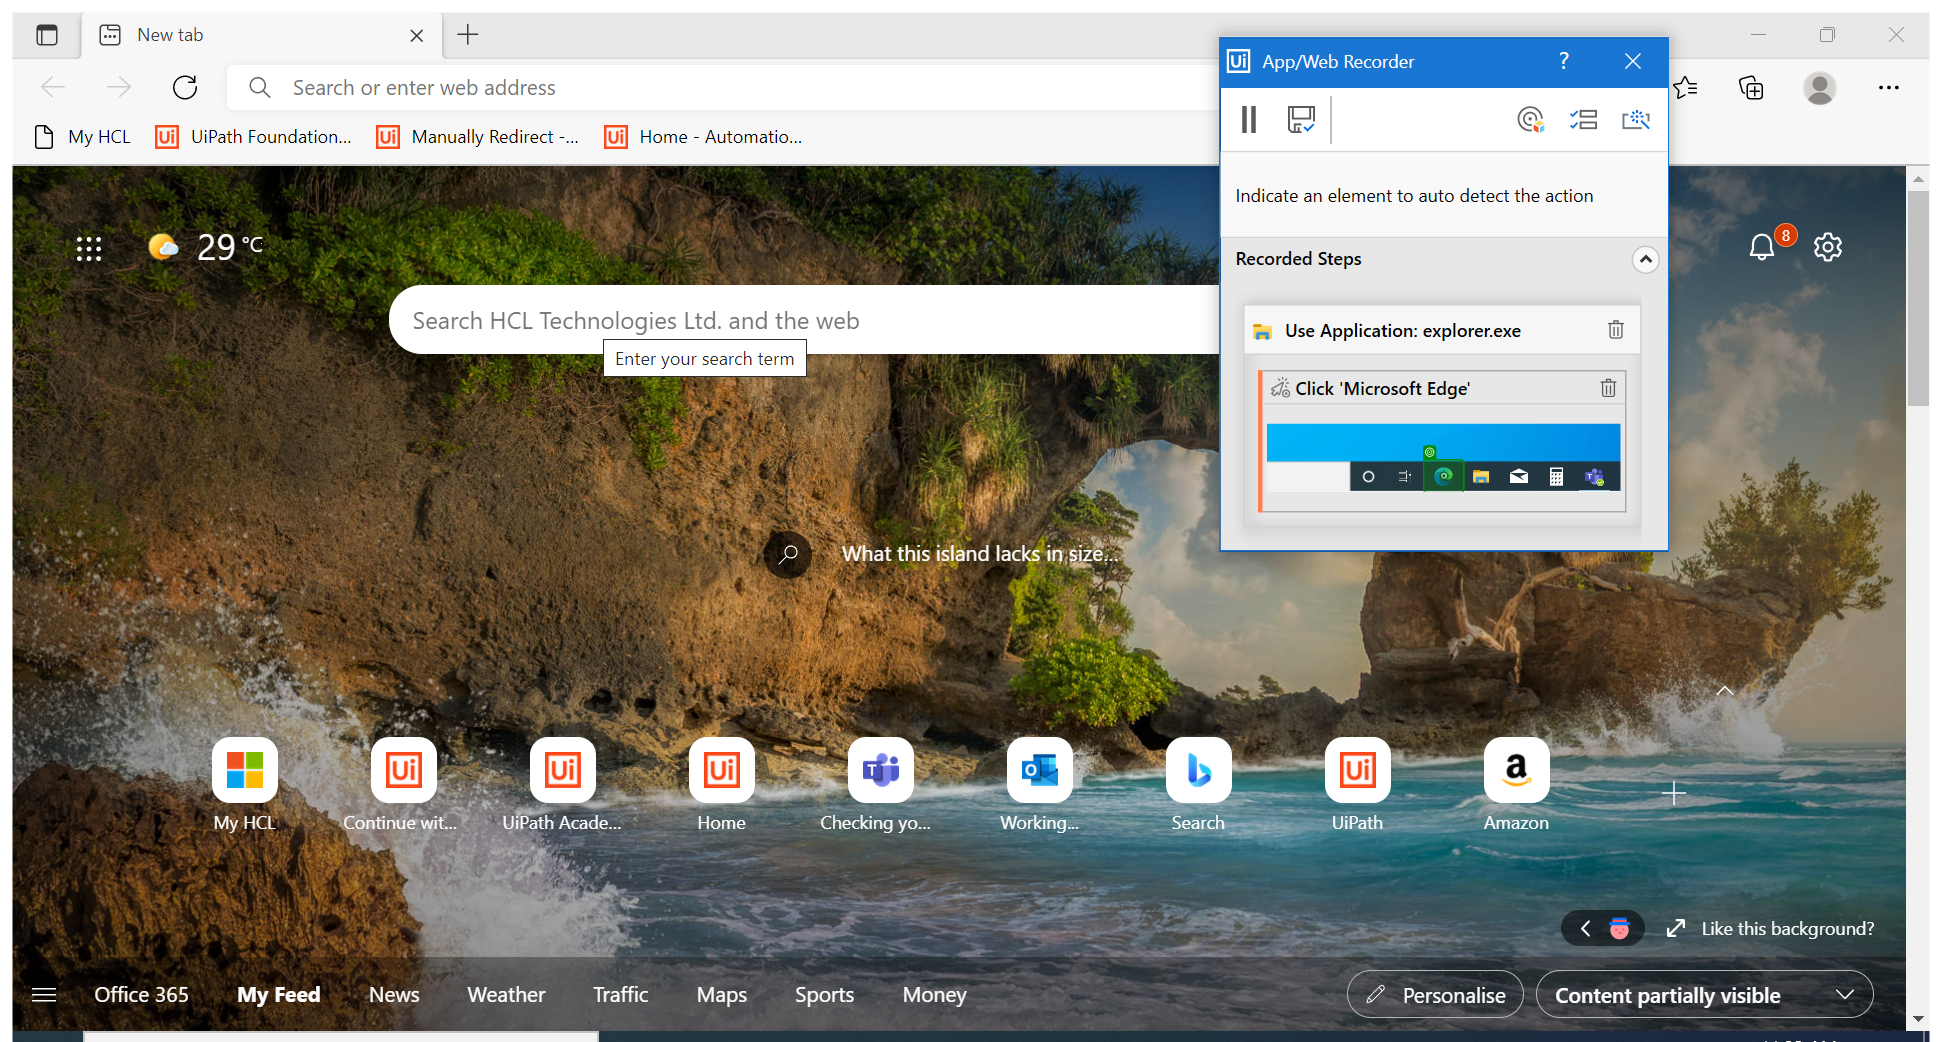 New tab
Search or enter web address
My HCL
UiPath Foundation...
Manually Redirect -...
Home - Automatio...
Ui App/Web Recorder ?
Indicate an element to auto detect the action
Recorded Steps
Use Application: explorer.exe
Click 'Microsoft Edge'
29 °C
8
Search HCL Technologies Ltd. and the web
Enter your search term
What this island lacks in size...
My HCL
Continue wit...
UiPath Acade...
Home
Checking yo...
Working...
Search
UiPath
Amazon
Like this background?
Office 365
My Feed
News
Weather
Traffic
Maps
Sports
Money
Personalise
Content partially visible